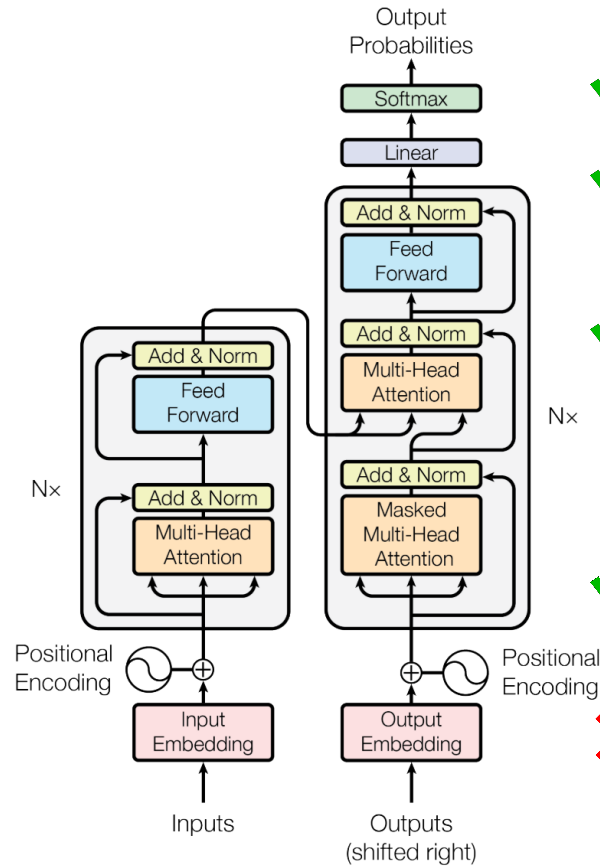 Output
Probabilities
Softmax
Linear
Add & Norm
Feed
Forward
Add & Norm
Multi-Head
Attention
Add & Norm
Feed
Forward
N×
Add & Norm
Masked
Multi-Head
Attention
N×
Add & Norm
Multi-Head
Attention
Positional
Encoding
Positional
Encoding
Input
Embedding
Output
Embedding
Inputs
Outputs
(shifted right)